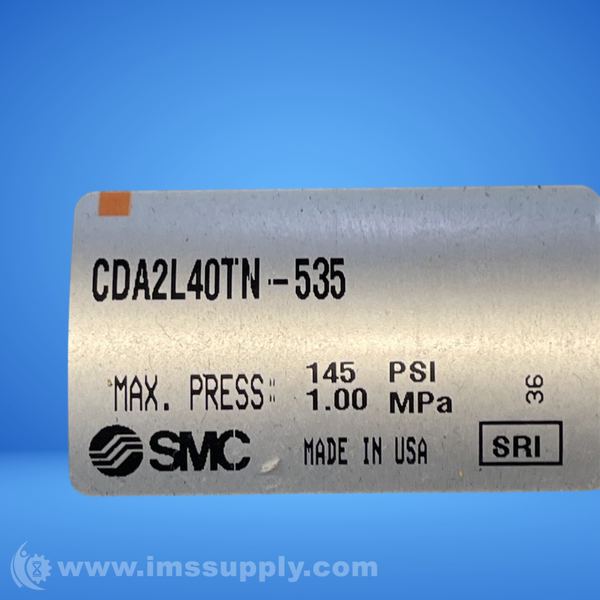 CDA2L40TN-535
MAX. PRESS: 145 PSI
1.00 MPa
36
SMC MADE IN USA SRI
www.imssupply.com